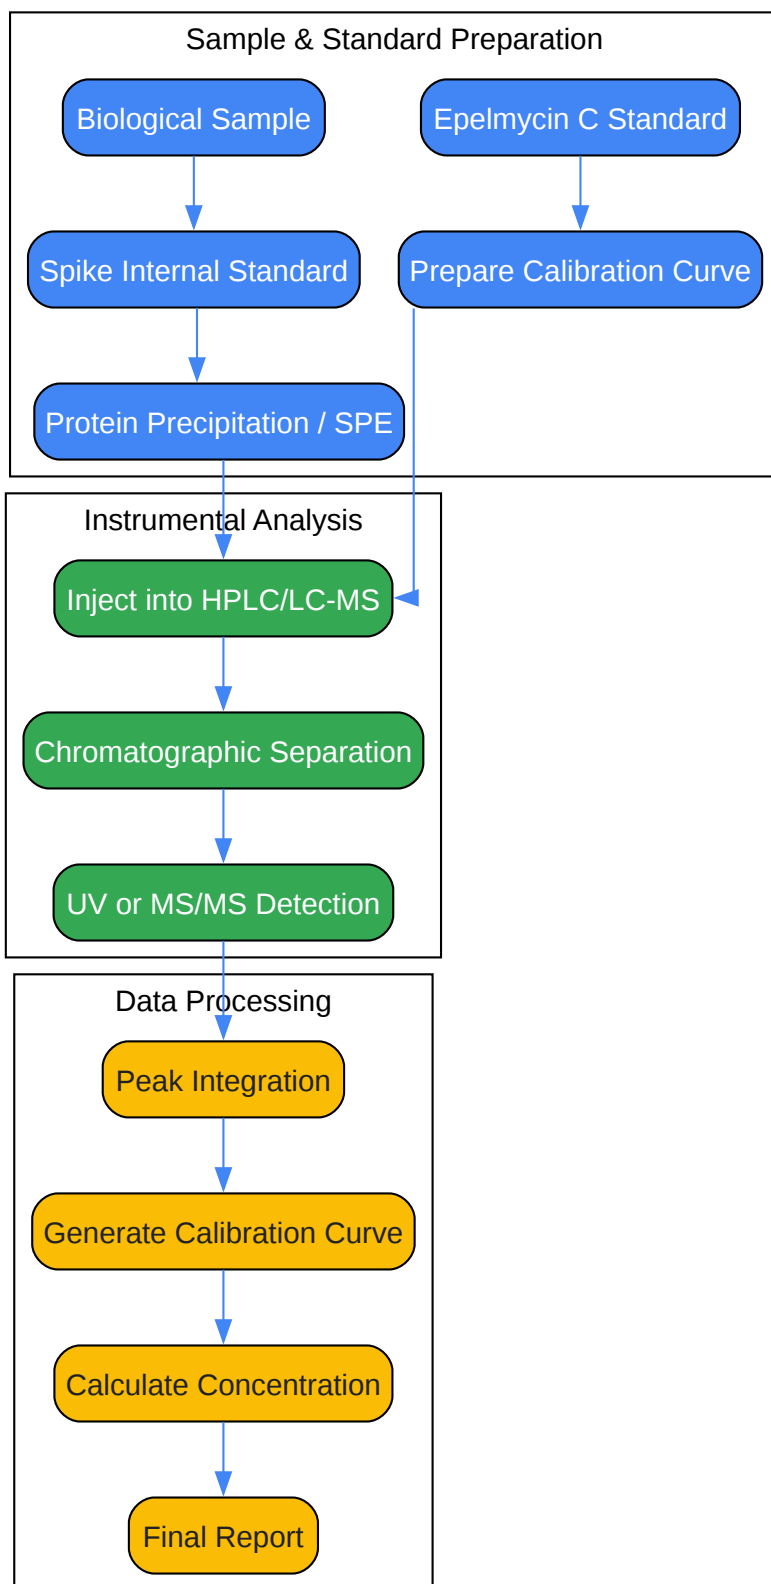 Sample & Standard Preparation
Biological Sample
Epelmycin C Standard
Spike Internal Standard
Prepare Calibration Curve
Protein Precipitation / SPE
Instrumental Analysis
Inject into HPLC/LC-MS
Chromatographic Separation
UV or MS/MS Detection
Data Processing
Peak Integration
Generate Calibration Curve
Calculate Concentration
Final Report